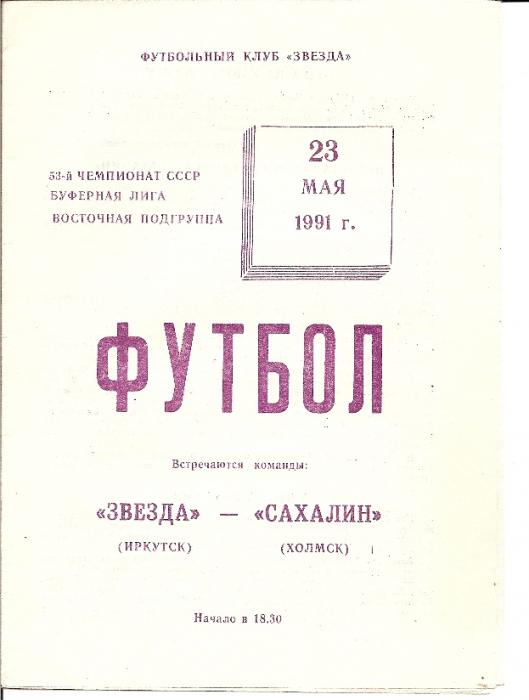 ФУТБОЛЬНЫЙ КЛУБ «ЗВЕЗДА»
53-й ЧЕМПИОНАТ СССР
БУФЕРНАЯ ЛИГА
ВОСТОЧНАЯ ПОДГРУППА
23
МАЯ
1991 г.
ФУТБОЛ
Встречаются команды:
«ЗВЕЗДА» — «САХАЛИН»
(ИРКУТСК) (ХОЛМСК)
Начало в 18.30